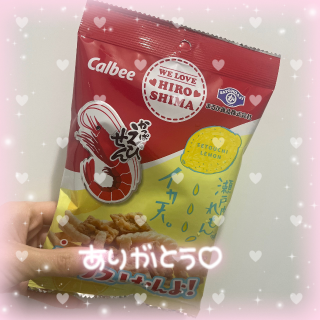 Calbee
WE LOVE
HIRO
SHIMA
かっぱ
えびせん
SETOUCHI
LEMON
瀬戸内
れもん
イカ天。
ありがとう♡